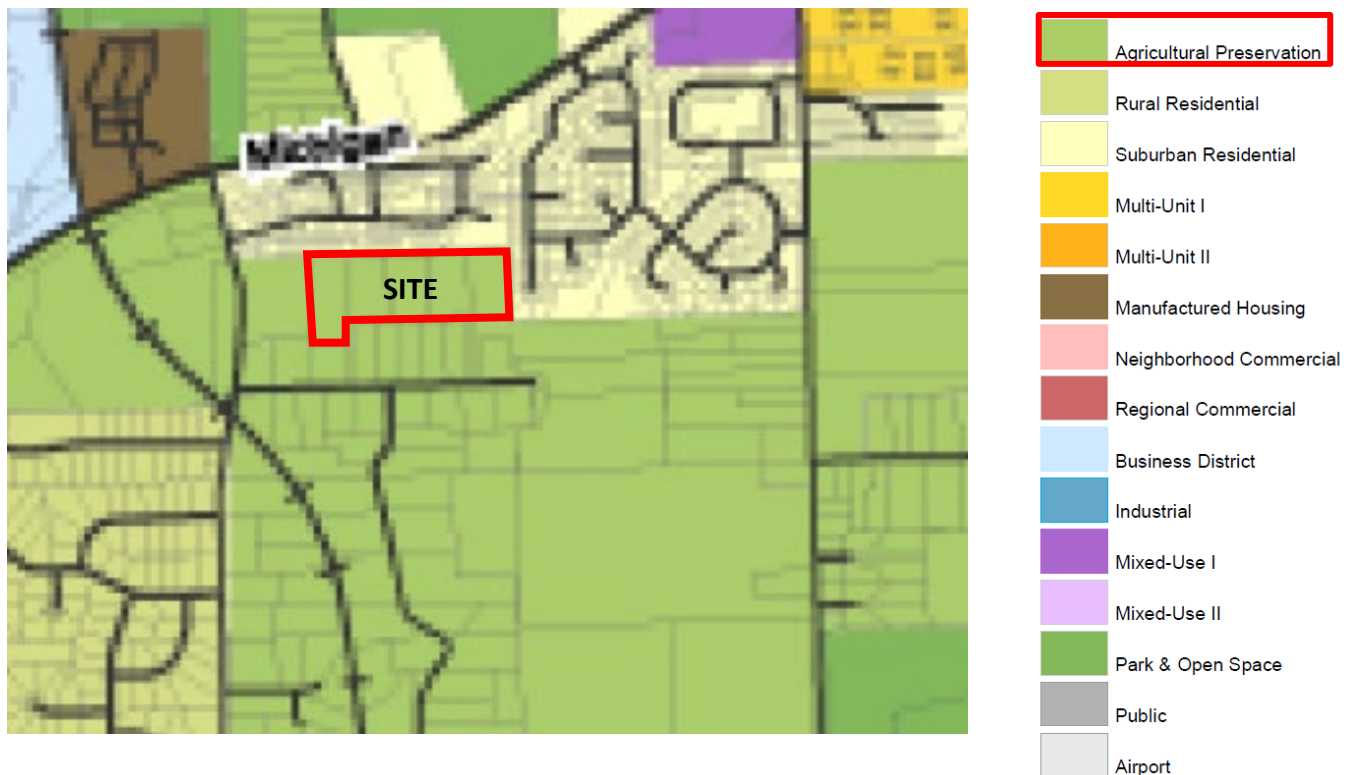 Michigan
SITE
Agricultural Preservation
Rural Residential
Suburban Residential
Multi-Unit I
Multi-Unit II
Manufactured Housing
Neighborhood Commercial
Regional Commercial
Business District
Industrial
Mixed-Use I
Mixed-Use II
Park & Open Space
Public
Airport